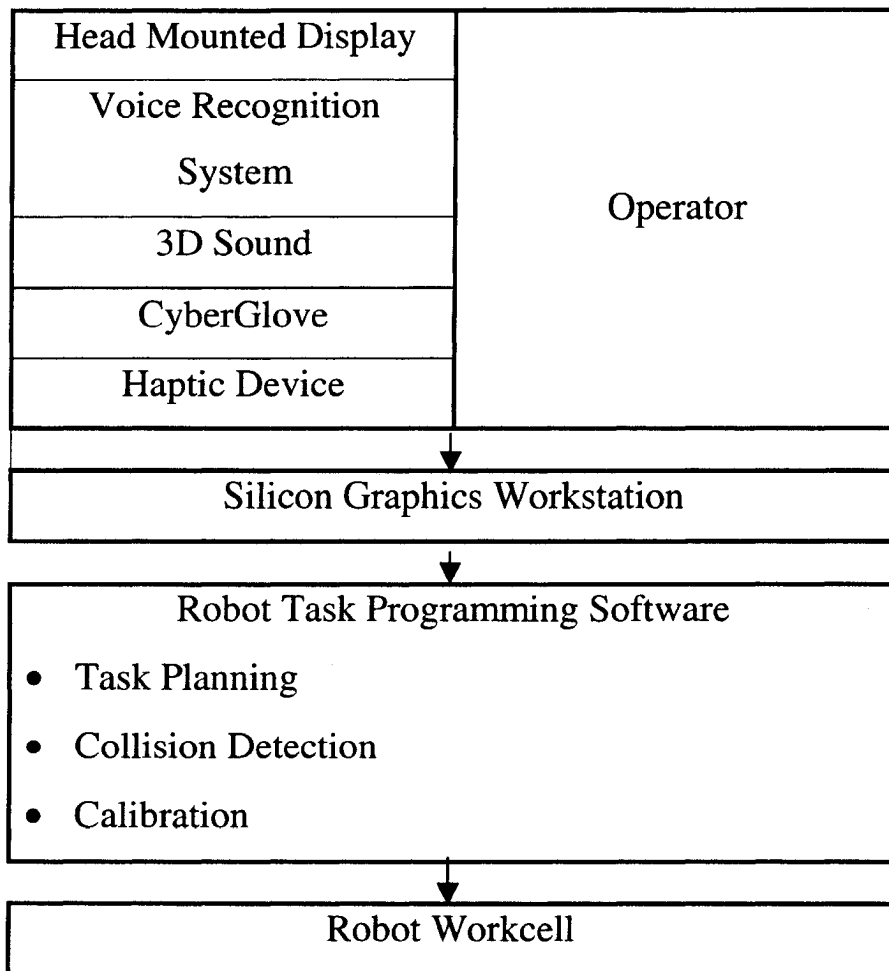 Head Mounted Display
Voice Recognition
System
3D Sound
CyberGlove
Haptic Device
Operator
Silicon Graphics Workstation
Robot Task Programming Software
• Task Planning
• Collision Detection
• Calibration
Robot Workcell